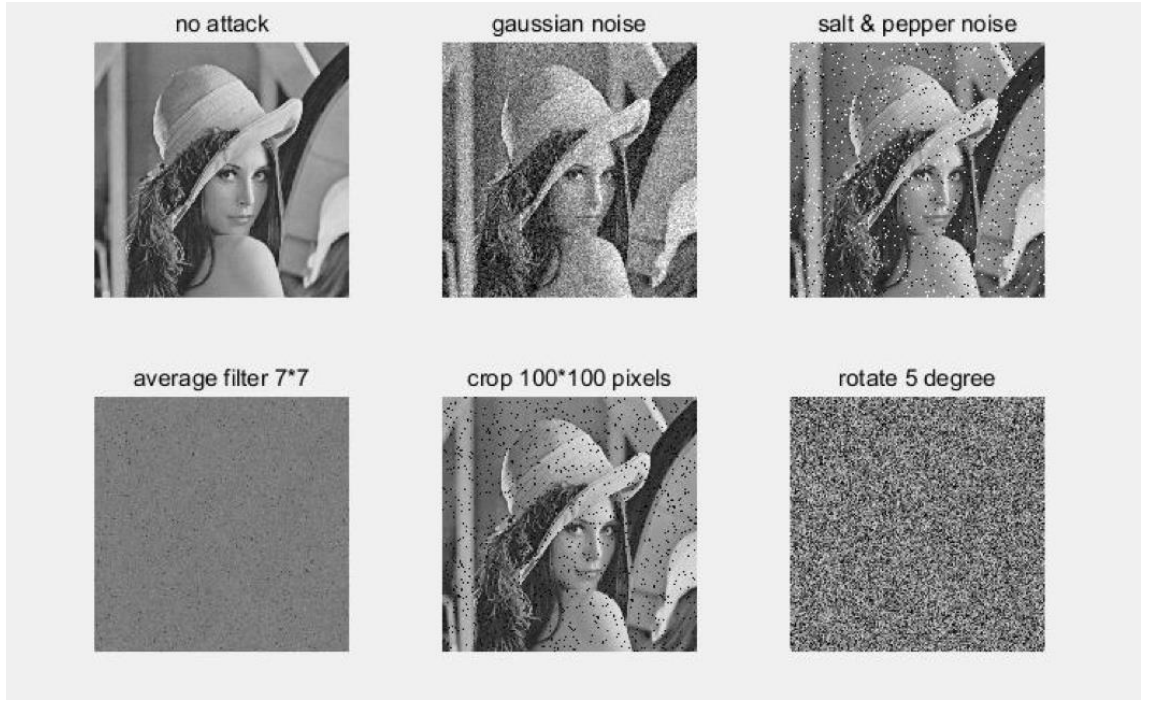 no attack
gaussian noise
salt & pepper noise
average filter 7*7
crop 100*100 pixels
rotate 5 degree